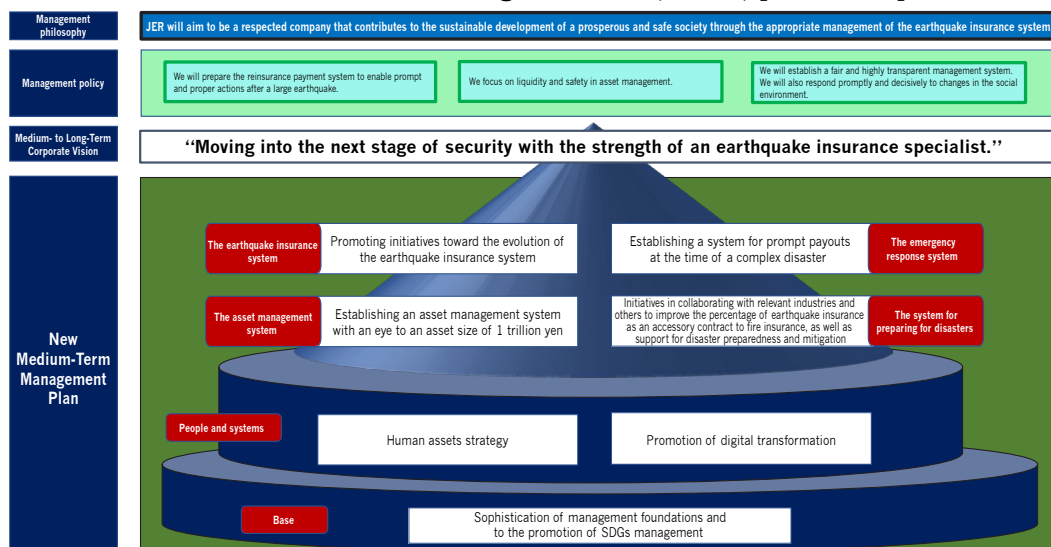 Management
philosophy
JER will aim to be a respected company that contributes to the sustainable development of a prosperous and safe society through the appropriate management of the earthquake insurance system
Management policy
We will prepare the reinsurance payment system to enable prompt
and proper actions after a large earthquake.
We focus on liquidity and safety in asset management.
We will establish a fair and highly transparent management system.
We will also respond promptly and decisively to changes in the social
environment.
Medium- to Long-Term
Corporate Vision
“Moving into the next stage of security with the strength of an earthquake insurance specialist.”
New
Medium-Term
Management
Plan
The earthquake insurance
system
Promoting initiatives toward the evolution of
the earthquake insurance system
Establishing a system for prompt payouts
at the time of a complex disaster
The emergency
response system
The asset management
system
Establishing an asset management system
with an eye to an asset size of 1 trillion yen
Initiatives in collaborating with relevant industries and
others to improve the percentage of earthquake insurance
as an accessory contract to fire insurance, as well as
support for disaster preparedness and mitigation
The system for
preparing for disasters
People and systems
Human assets strategy
Promotion of digital transformation
Base
Sophistication of management foundations and
to the promotion of SDGs management